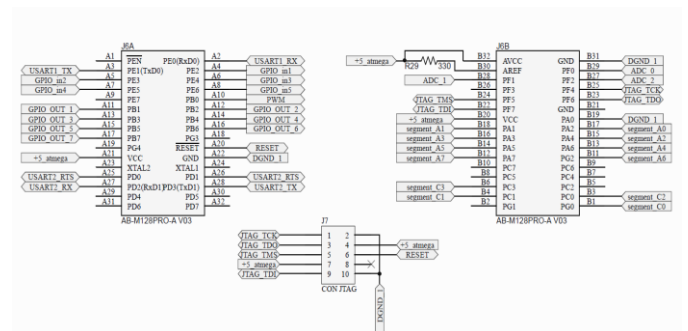 J6A
A1 PEN PE0(RxD0) A2 USART1_RX
USART1_TX A3 PE1(TxD0) PE2 A4 GPIO_in1
GPIO_in2 A5 PE3 PE4 A6 GPIO_in3
GPIO_in4 A7 PE5 PE6 A8 GPIO_in5
A9 PE7 PB0 A10 PWM
GPIO_OUT_1 A11 PB1 PB2 A12 GPIO_OUT_2
GPIO_OUT_3 A13 PB3 PB4 A14 GPIO_OUT_4
GPIO_OUT_5 A15 PB5 PB6 A16 GPIO_OUT_6
GPIO_OUT_7 A17 PB7 PG3 A18
A19 PG4 RESET A20 RESET
+5_atmega A21 VCC GND A22 DGND_1
A23 XTAL2 XTAL1 A24
USART2_RTS A25 PD0 PD1 A26 USART2_RTS
USART2_RX A27 PD2(RxD1) PD3(TxD1) A28 USART2_TX
A29 PD4 PD5 A30
A31 PD6 PD7 A32
AB-M128PRO-A V03
J6B
+5_atmega B32 AVCC GND B31 DGND_1
R29 330 B30 AREF PF0 B29 ADC_0
ADC_1 B28 PF1 PF2 B27 ADC_2
B26 PF3 PF4 B25 JTAG_TCK
JTAG_TMS B24 PF5 PF6 B23 JTAG_TDO
JTAG_TDI B22 PF7 GND B21
+5_atmega B20 VCC PA0 B19 DGND_1
segment_A1 B18 PA1 PA2 B17 segment_A0
segment_A3 B16 PA3 PA4 B15 segment_A2
segment_A5 B14 PA5 PA6 B13 segment_A4
segment_A7 B12 PA7 PG2 B11 segment_A6
B10 PC7 PC6 B9
B8 PC5 PC4 B7
segment_C3 B6 PC3 PC2 B5
segment_C1 B4 PC1 PC0 B3 segment_C2
B2 PG1 PG0 B1 segment_C0
AB-M128PRO-A V03
J7
JTAG_TCK 1 2
JTAG_TDO 3 4 +5_atmega
JTAG_TMS 5 6 RESET
+5_atmega 7 8
JTAG_TDI 9 10
CON JTAG
DGND_1